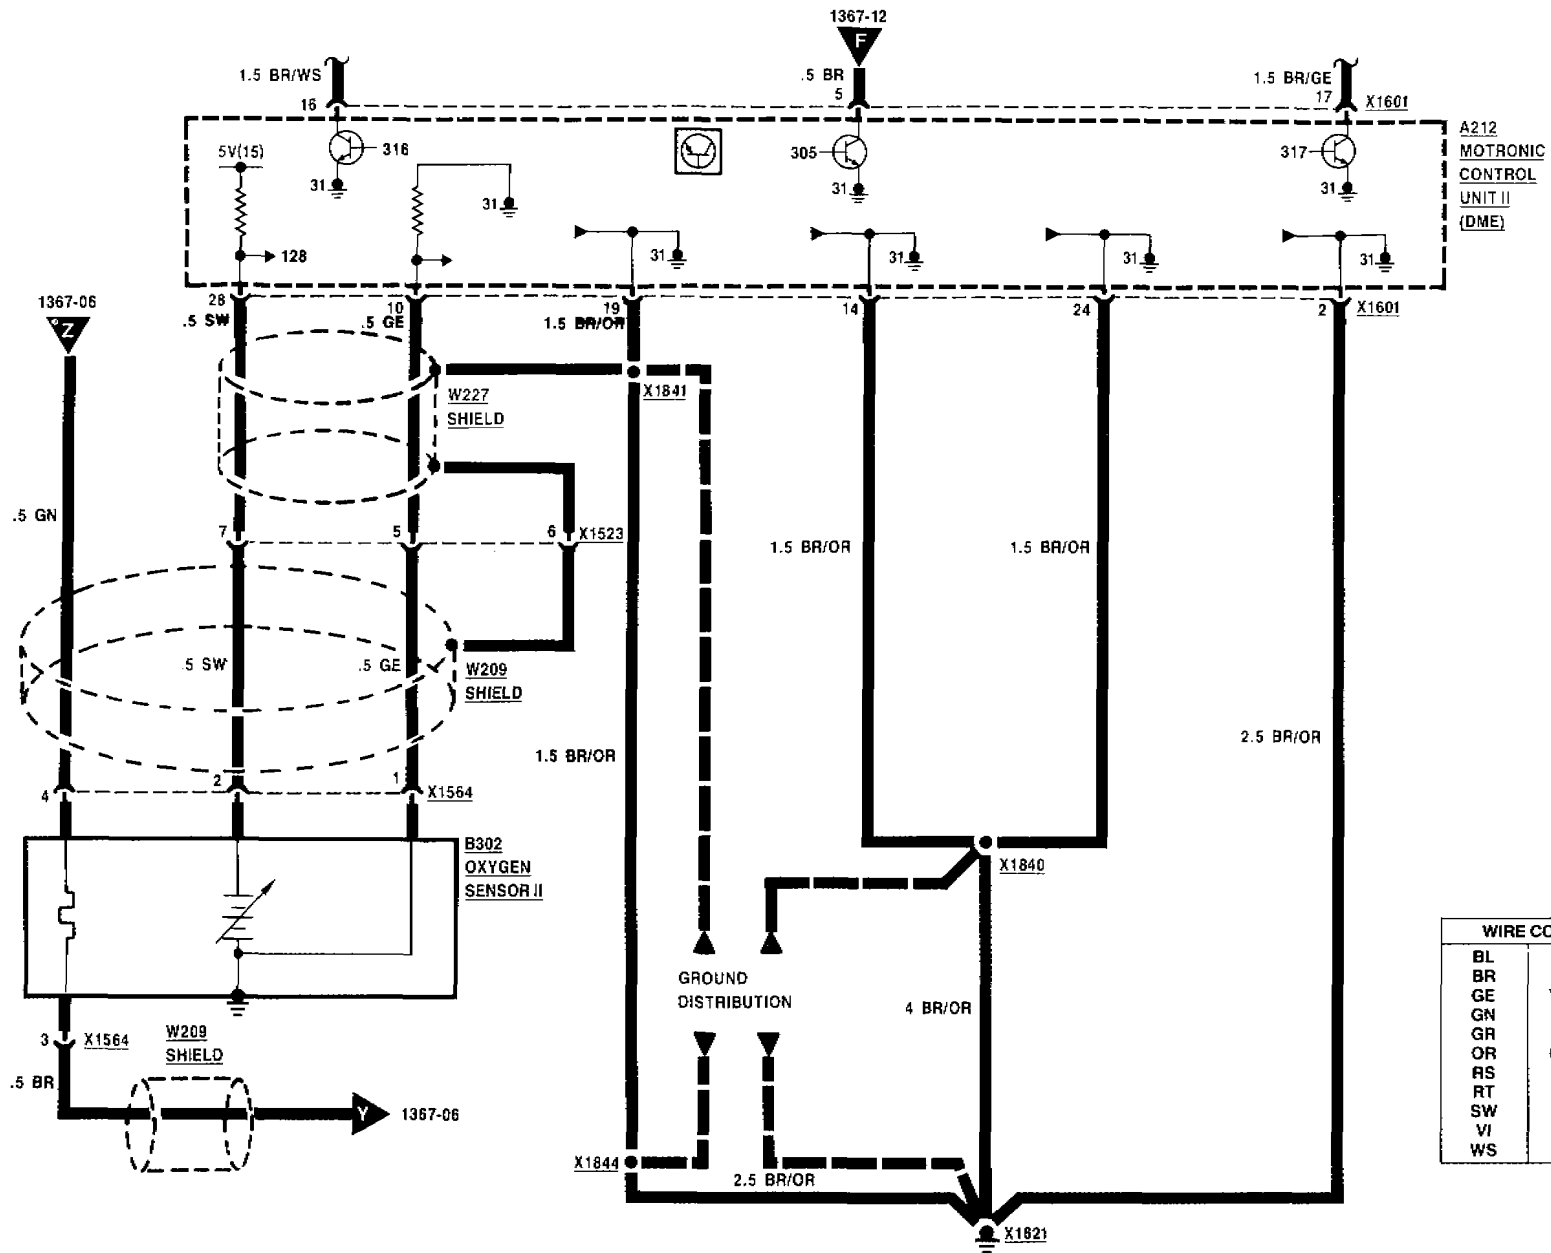 1367-12
F
1.5 BR/WS
.5 BR
1.5 BR/GE
16
5
17
X1601
A212
MOTRONIC
CONTROL
UNIT II
(DME)
5V(15)
316
305
317
31
31
31
31
128
31
31
31
31
1367-06
Z
28
10
19
14
24
2
X1601
.5 SW
.5 GE
1.5 BR/OR
W227
SHIELD
X1841
.5 GN
7
5
6
X1523
1.5 BR/OR
1.5 BR/OR
.5 SW
.5 GE
W209
SHIELD
1.5 BR/OR
2.5 BR/OR
4
2
1
X1564
B302
OXYGEN
SENSOR II
X1840
GROUND
DISTRIBUTION
4 BR/OR
3
X1564
W209
SHIELD
.5 BR
Y
1367-06
X1844
2.5 BR/OR
X1621
WIRE CO
BL
BR
GE
GN
GR
OR
RS
RT
SW
VI
WS